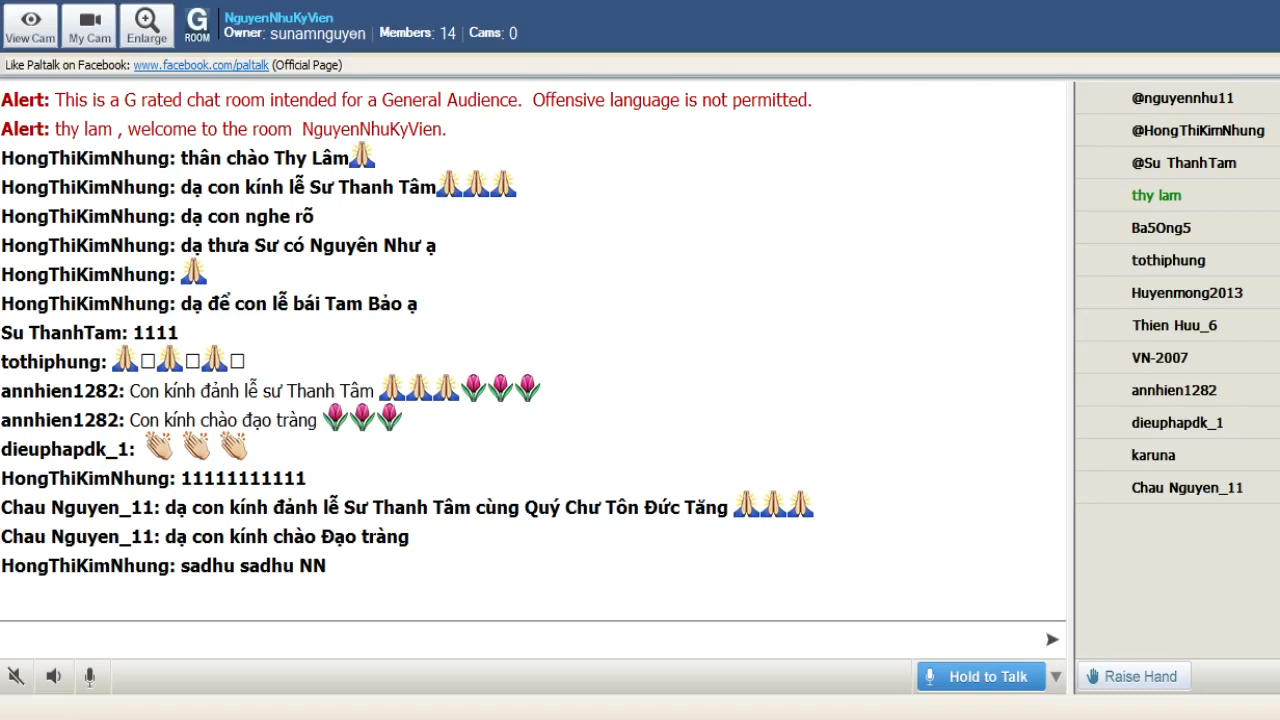 View Cam
My Cam
Enlarge
G
ROOM
NguyenNhuKyVien
Owner: sunamnguyen | Members: 14 | Cams: 0
Like Paltalk on Facebook: www.facebook.com/paltalk (Official Page)
Alert: This is a G rated chat room intended for a General Audience. Offensive language is not permitted.
Alert: thy lam , welcome to the room NguyenNhuKyVien.
HongThiKimNhung: thân chào Thy Lâm🙏
HongThiKimNhung: dạ con kính lễ Sư Thanh Tâm🙏🙏🙏
HongThiKimNhung: dạ con nghe rõ
HongThiKimNhung: dạ thưa Sư có Nguyên Như ạ
HongThiKimNhung: 🙏
HongThiKimNhung: dạ để con lễ bái Tam Bảo ạ
Su ThanhTam: 1111
tothiphung: 🙏□🙏□🙏□
annhien1282: Con kính đảnh lễ sư Thanh Tâm 🙏🙏🙏🌷🌷🌷
annhien1282: Con kính chào đạo tràng 🌷🌷🌷
dieuphapdk_1: 👏 👏 👏
HongThiKimNhung: 11111111111
Chau Nguyen_11: dạ con kính đảnh lễ Sư Thanh Tâm cùng Quý Chư Tôn Đức Tăng 🙏🙏🙏
Chau Nguyen_11: dạ con kính chào Đạo tràng
HongThiKimNhung: sadhu sadhu NN
@nguyennhu11
@HongThiKimNhung
@Su ThanhTam
thy lam
Ba5Ong5
tothiphung
Huyenmong2013
Thien Huu_6
VN-2007
annhien1282
dieuphapdk_1
karuna
Chau Nguyen_11
Hold to Talk
Raise Hand